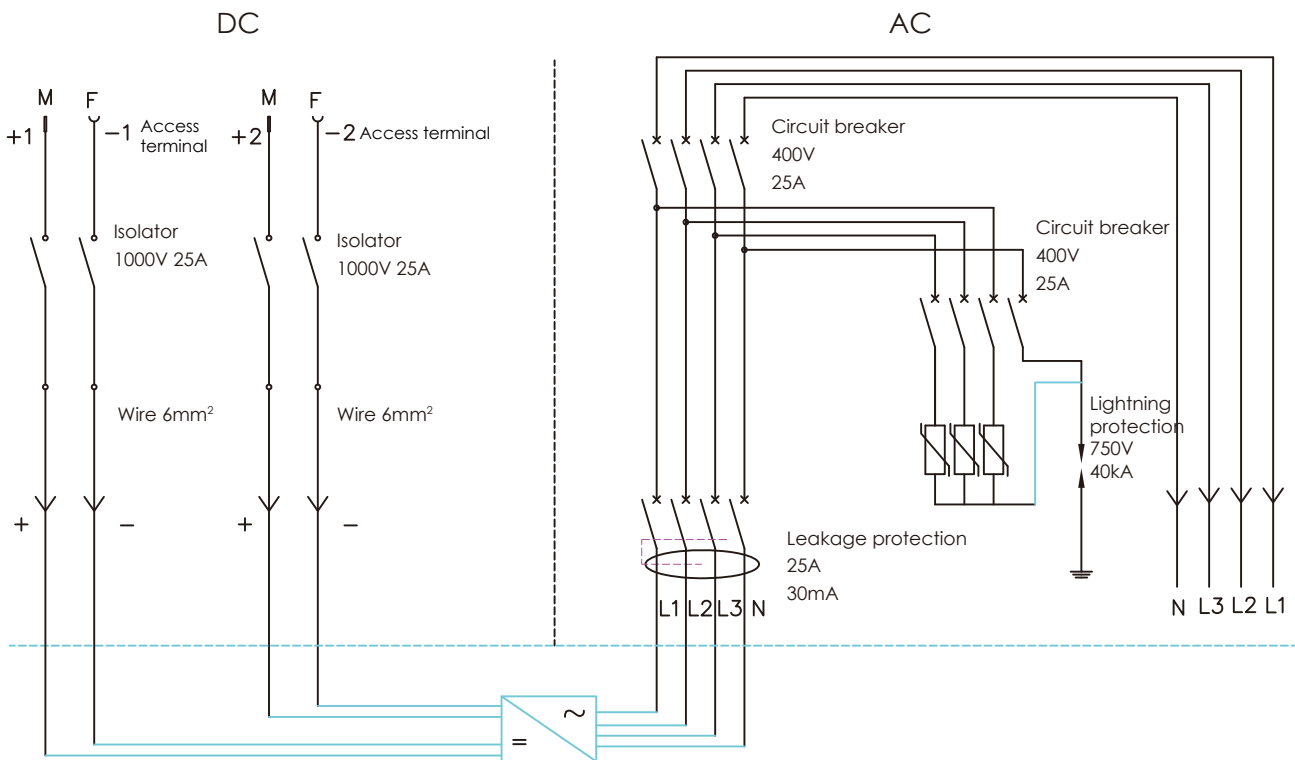 DC
AC
M
F
M
F
+1
−1
Access
terminal
+2
−2
Access terminal
Circuit breaker
400V
25A
Isolator
1000V 25A
Isolator
1000V 25A
Circuit breaker
400V
25A
Wire 6mm²
Wire 6mm²
Lightning
protection
750V
40kA
+
−
+
−
Leakage protection
25A
30mA
L1
L2
L3
N
N
L3
L2
L1
~
=